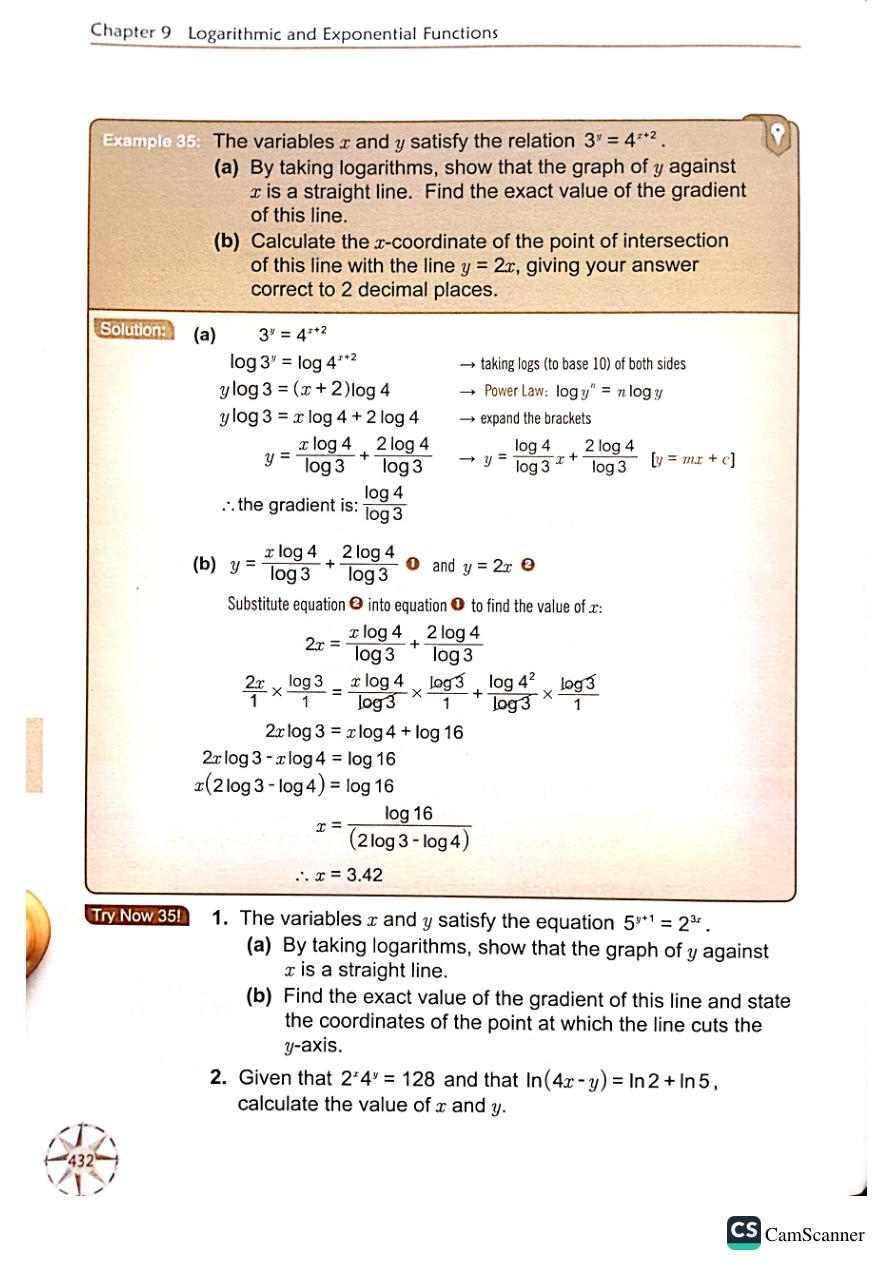 Chapter 9 Logarithmic and Exponential Functions
Example 35: The variables x and y satisfy the relation 3^y = 4^(x+2).
(a) By taking logarithms, show that the graph of y against
x is a straight line. Find the exact value of the gradient
of this line.
(b) Calculate the x-coordinate of the point of intersection
of this line with the line y = 2x, giving your answer
correct to 2 decimal places.
Solution: (a) 3^y = 4^(x+2)
log 3^y = log 4^(x+2) → taking logs (to base 10) of both sides
y log 3 = (x + 2) log 4 → Power Law: log y^n = n log y
y log 3 = x log 4 + 2 log 4 → expand the brackets
y = (x log 4)/(log 3) + (2 log 4)/(log 3) → y = (log 4)/(log 3) x + (2 log 4)/(log 3) [y = mx + c]
∴ the gradient is: (log 4)/(log 3)
(b) y = (x log 4)/(log 3) + (2 log 4)/(log 3) ❶ and y = 2x ❷
Substitute equation ❷ into equation ❶ to find the value of x:
2x = (x log 4)/(log 3) + (2 log 4)/(log 3)
2x/1 × (log 3)/1 = (x log 4)/(log 3) × (log 3)/1 + (log 4²)/(log 3) × (log 3)/1
2x log 3 = x log 4 + log 16
2x log 3 - x log 4 = log 16
x(2 log 3 - log 4) = log 16
x = (log 16)/(2 log 3 - log 4)
∴ x = 3.42
Try Now 35! 1. The variables x and y satisfy the equation 5^(y+1) = 2^(3x).
(a) By taking logarithms, show that the graph of y against
x is a straight line.
(b) Find the exact value of the gradient of this line and state
the coordinates of the point at which the line cuts the
y-axis.
2. Given that 2^x 4^y = 128 and that ln(4x - y) = ln 2 + ln 5,
calculate the value of x and y.
432
CS CamScanner